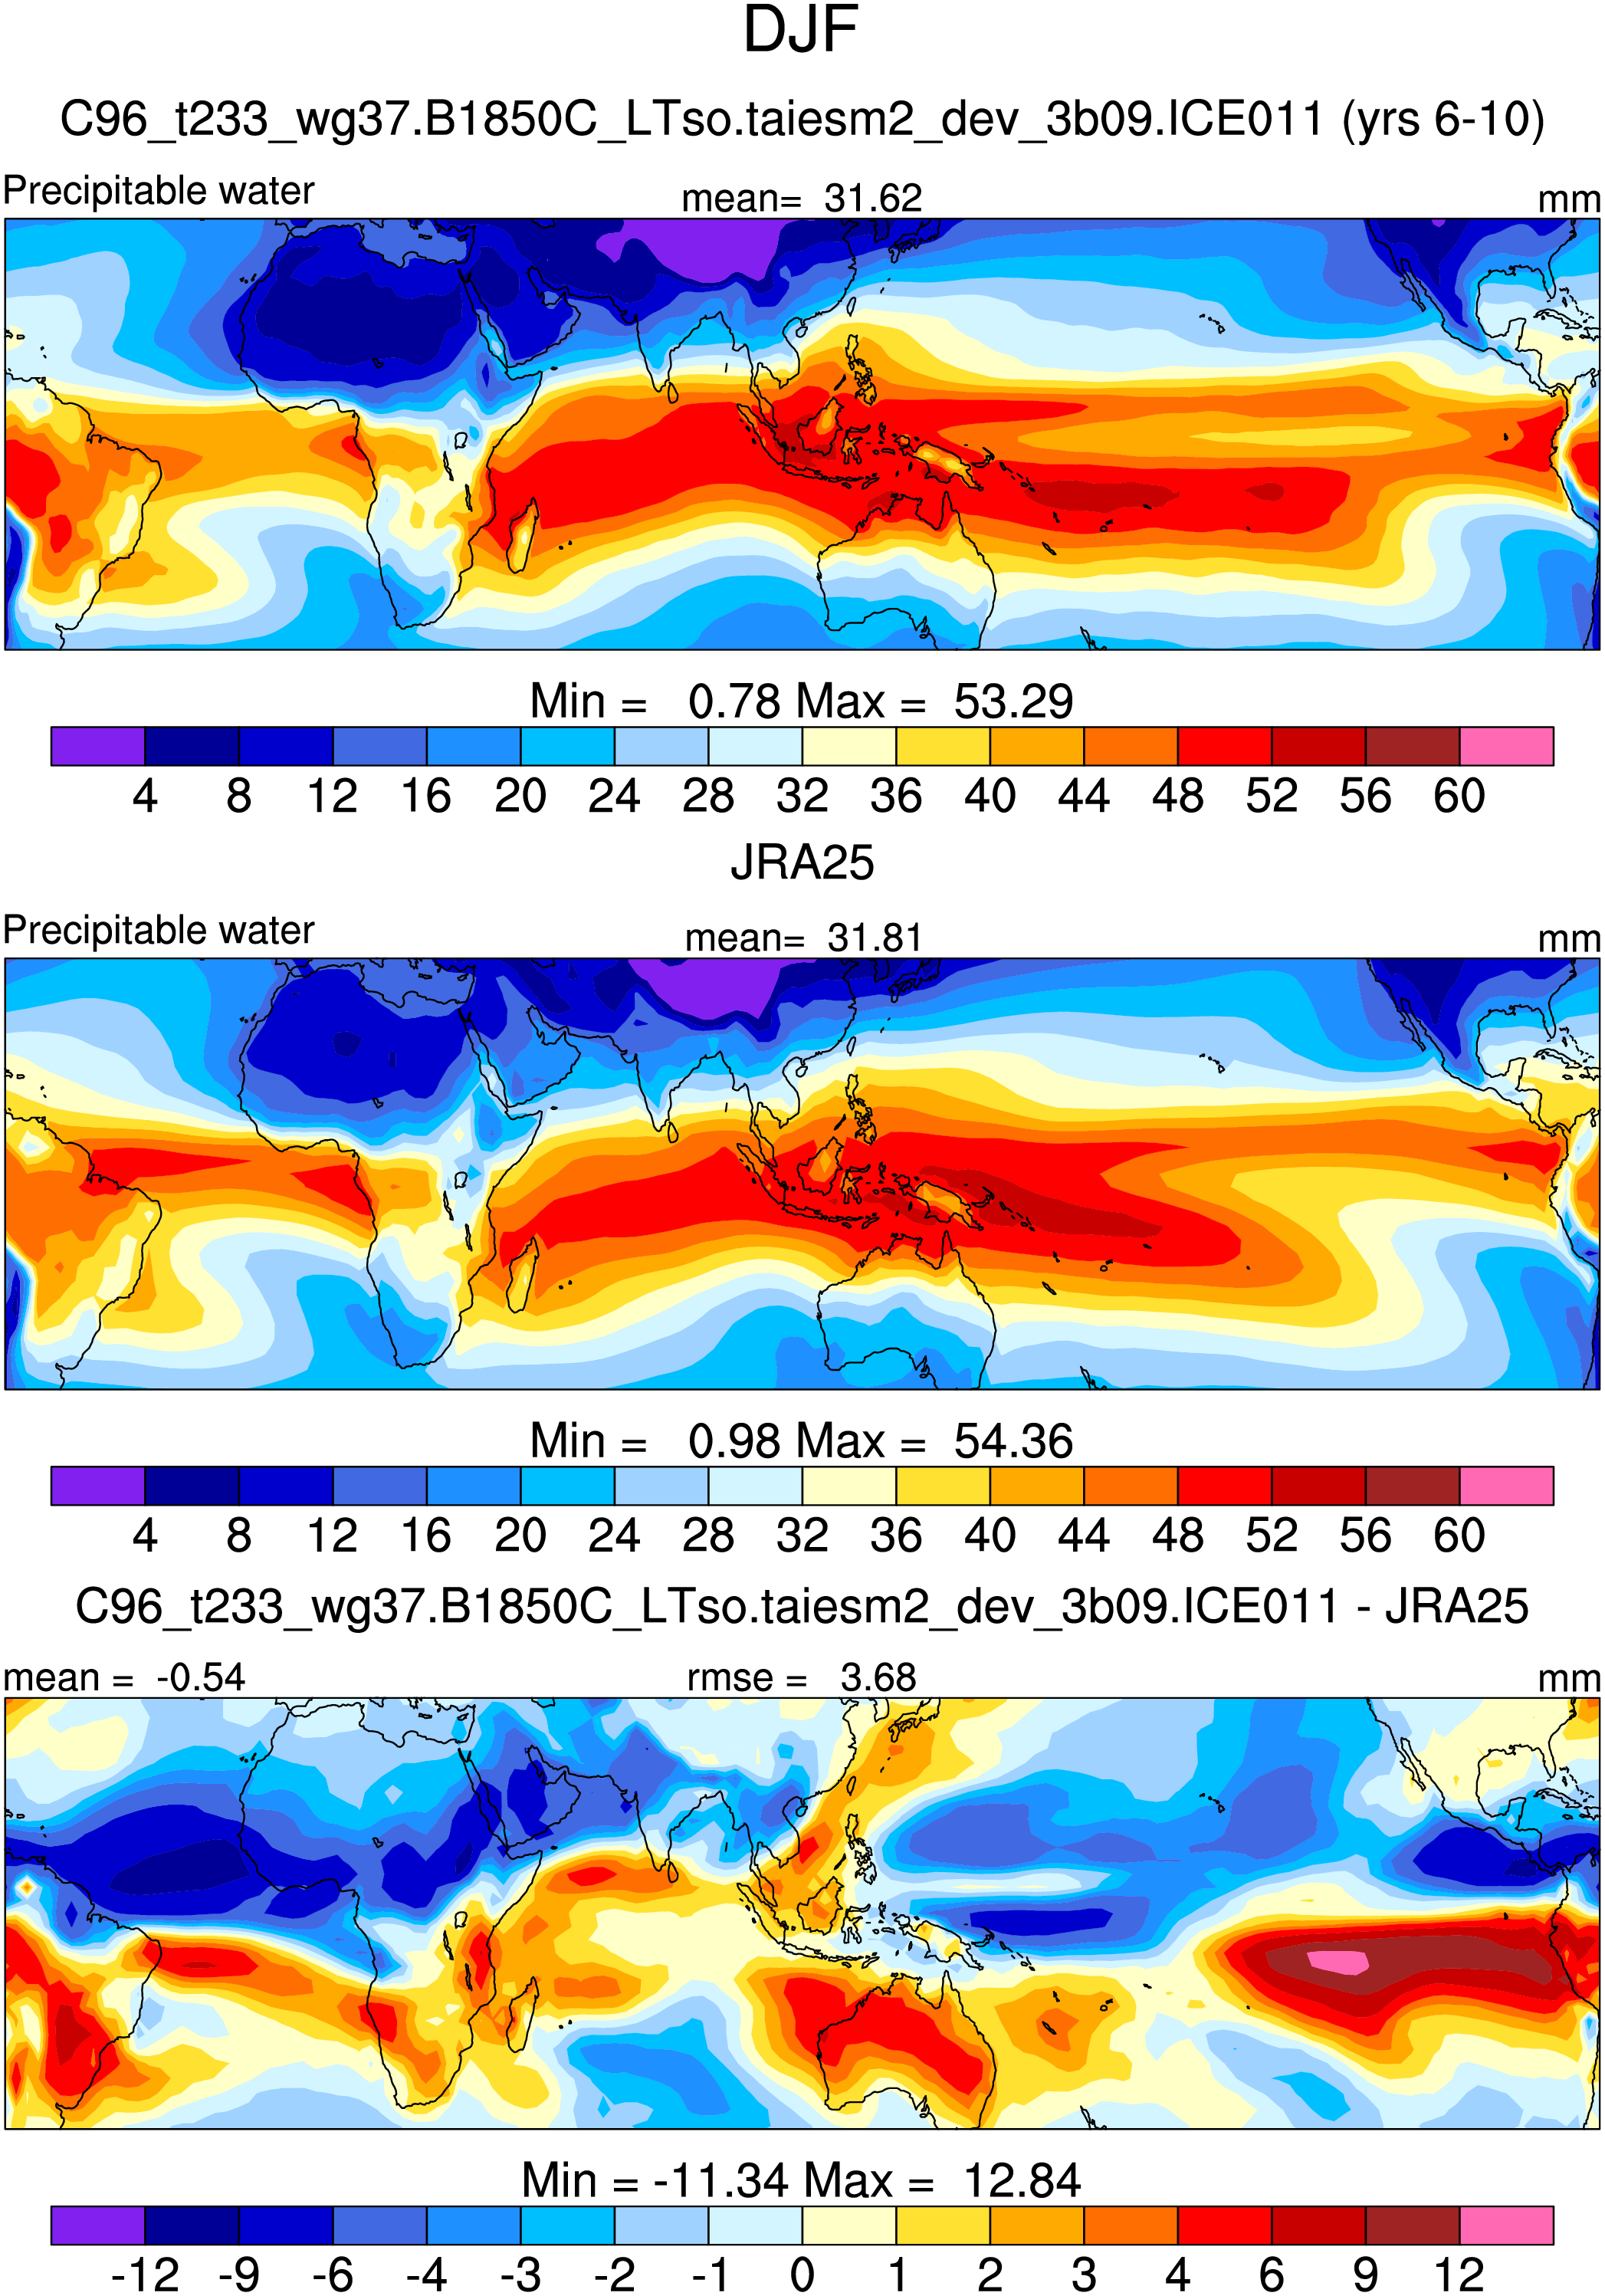 DJF
C96_t233_wg37.B1850C_LTso.taiesm2_dev_3b09.ICE011 (yrs 6-10)
Precipitable water mean= 31.62 mm
Min = 0.78 Max = 53.29
4 8 12 16 20 24 28 32 36 40 44 48 52 56 60
JRA25
Precipitable water mean= 31.81 mm
Min = 0.98 Max = 54.36
4 8 12 16 20 24 28 32 36 40 44 48 52 56 60
C96_t233_wg37.B1850C_LTso.taiesm2_dev_3b09.ICE011 - JRA25
mean = -0.54 rmse = 3.68 mm
Min = -11.34 Max = 12.84
-12 -9 -6 -4 -3 -2 -1 0 1 2 3 4 6 9 12